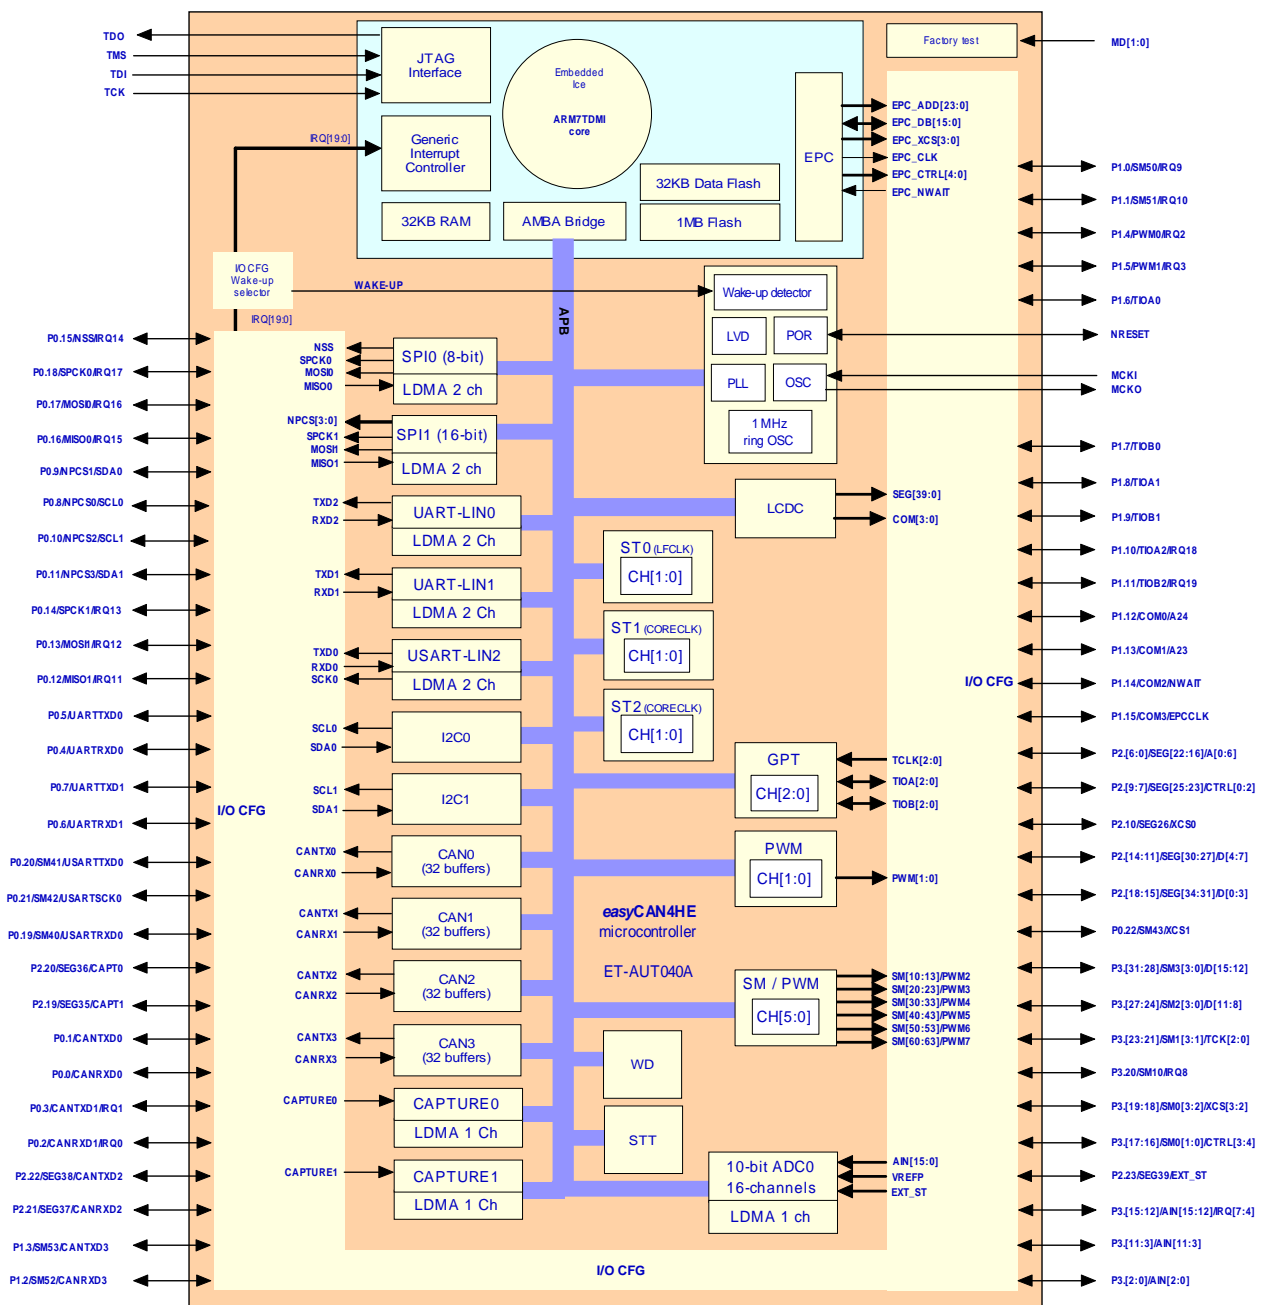 TDO
TMS
TDI
TCK
JTAG
Interface
Embedded
Ice
ARM7TDMI
core
Factory test
MD[1:0]
IRQ[19:0]
Generic
Interrupt
Controller
32KB RAM
AMBA Bridge
32KB Data Flash
1MB Flash
EPC
EPC_ADD[23:0]
EPC_DB[15:0]
EPC_XCS[3:0]
EPC_CLK
EPC_CTRL[4:0]
EPC_NWAIT
I/O CFG
Wake-up
selector
IRQ[19:0]
WAKE-UP
APB
Wake-up detector
LVD
POR
PLL
OSC
1 MHz
ring OSC
NRESET
MCKI
MCKO
P0.15/NSS/IRQ14
P0.18/SPCK0/IRQ17
P0.17/MOSI0/IRQ16
P0.16/MISO0/IRQ15
P0.9/NPCS1/SDA0
P0.8/NPCS0/SCL0
P0.10/NPCS2/SCL1
P0.11/NPCS3/SDA1
P0.14/SPCK1/IRQ13
P0.13/MOSI1/IRQ12
P0.12/MISO1/IRQ11
P0.5/UARTTXD0
P0.4/UARTRXD0
P0.7/UARTTXD1
P0.6/UARTRXD1
P0.20/SM41/USARTTXD0
P0.21/SM42/USARTSCK0
P0.19/SM40/USARTRXD0
P2.20/SEG36/CAPT0
P2.19/SEG35/CAPT1
P0.1/CANTXD0
P0.0/CANRXD0
P0.3/CANTXD1/IRQ1
P0.2/CANRXD1/IRQ0
P2.22/SEG38/CANTXD2
P2.21/SEG37/CANRXD2
P1.3/SM53/CANTXD3
P1.2/SM52/CANRXD3
I/O CFG
NSS
SPCK0
MOSI0
MISO0
SPI0 (8-bit)
LDMA 2 ch
NPCS[3:0]
SPCK1
MOSI1
MISO1
SPI1 (16-bit)
LDMA 2 ch
TXD2
RXD2
UART-LIN0
LDMA 2 Ch
TXD1
RXD1
UART-LIN1
LDMA 2 Ch
TXD0
RXD0
SCK0
USART-LIN2
LDMA 2 Ch
SCL0
SDA0
I2C0
SCL1
SDA1
I2C1
CANTX0
CANRX0
CAN0
(32 buffers)
CANTX1
CANRX1
CAN1
(32 buffers)
CANTX2
CANRX2
CAN2
(32 buffers)
CANTX3
CANRX3
CAN3
(32 buffers)
CAPTURE0
CAPTURE0
LDMA 1 Ch
CAPTURE1
CAPTURE1
LDMA 1 Ch
LCDC
SEG[39:0]
COM[3:0]
ST0 (LFCLK)
CH[1:0]
ST1 (CORECLK)
CH[1:0]
ST2 (CORECLK)
CH[1:0]
GPT
CH[2:0]
TCLK[2:0]
TIOA[2:0]
TIOB[2:0]
PWM
CH[1:0]
PWM[1:0]
easyCAN4HE
microcontroller
ET-AUT040A
SM / PWM
CH[5:0]
SM[10:13]/PWM2
SM[20:23]/PWM3
SM[30:33]/PWM4
SM[40:43]/PWM5
SM[50:53]/PWM6
SM[60:63]/PWM7
WD
STT
10-bit ADC0
16-channels
LDMA 1 ch
AIN[15:0]
VREFP
EXT_ST
I/O CFG
I/O CFG
P1.0/SM50/IRQ9
P1.1/SM51/IRQ10
P1.4/PWM0/IRQ2
P1.5/PWM1/IRQ3
P1.6/TIOA0
P1.7/TIOB0
P1.8/TIOA1
P1.9/TIOB1
P1.10/TIOA2/IRQ18
P1.11/TIOB2/IRQ19
P1.12/COM0/A24
P1.13/COM1/A23
P1.14/COM2/NWAIT
P1.15/COM3/EPCCLK
P2.[6:0]/SEG[22:16]/A[0:6]
P2.[9:7]/SEG[25:23]/CTRL[0:2]
P2.10/SEG26/XCS0
P2.[14:11]/SEG[30:27]/D[4:7]
P2.[18:15]/SEG[34:31]/D[0:3]
P0.22/SM43/XCS1
P3.[31:28]/SM3[3:0]/D[15:12]
P3.[27:24]/SM2[3:0]/D[11:8]
P3.[23:21]/SM1[3:1]/TCK[2:0]
P3.20/SM10/IRQ8
P3.[19:18]/SM0[3:2]/XCS[3:2]
P3.[17:16]/SM0[1:0]/CTRL[3:4]
P2.23/SEG39/EXT_ST
P3.[15:12]/AIN[15:12]/IRQ[7:4]
P3.[11:3]/AIN[11:3]
P3.[2:0]/AIN[2:0]